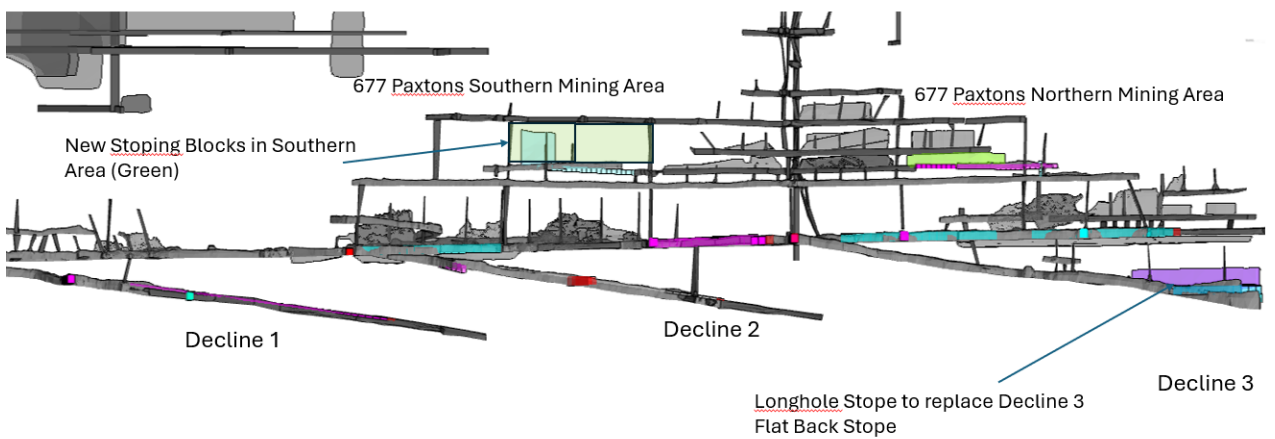 677 Paxtons Southern Mining Area
677 Paxtons Northern Mining Area
New Stoping Blocks in Southern
Area (Green)
Decline 1
Decline 2
Decline 3
Longhole Stope to replace Decline 3
Flat Back Stope